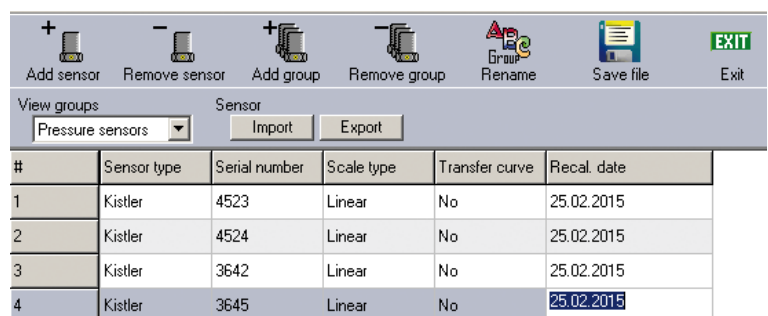 Add sensor Remove sensor Add group Remove group Rename Save file Exit
ABC Group EXIT
View groups Sensor
Pressure sensors Import Export
# Sensor type Serial number Scale type Transfer curve Recal. date
1 Kistler 4523 Linear No 25.02.2015
2 Kistler 4524 Linear No 25.02.2015
3 Kistler 3642 Linear No 25.02.2015
4 Kistler 3645 Linear No 25.02.2015